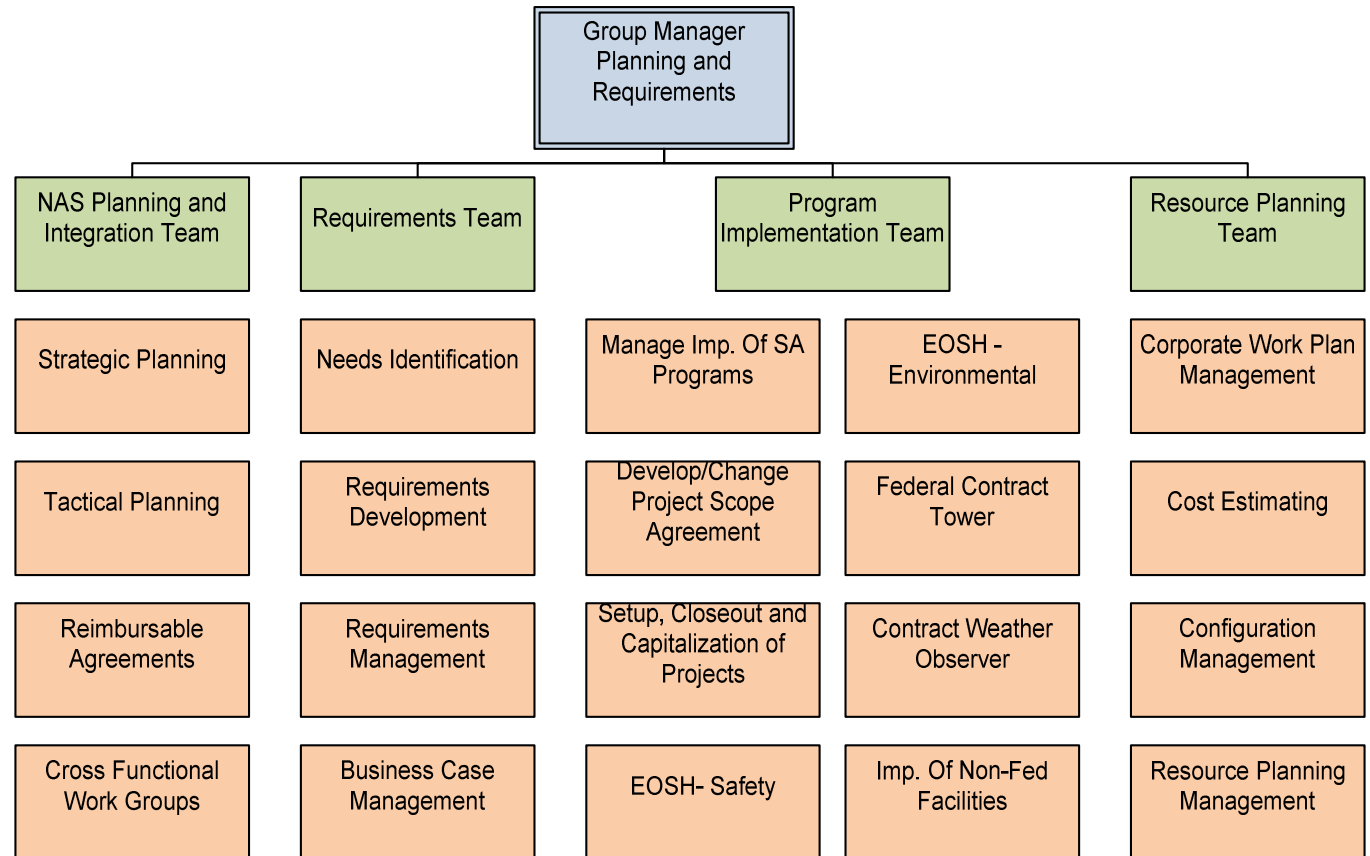 Group Manager
Planning and
Requirements
NAS Planning and
Integration Team
Requirements Team
Program
Implementation Team
Resource Planning
Team
Strategic Planning
Needs Identification
Manage Imp. Of SA
Programs
EOSH -
Environmental
Corporate Work Plan
Management
Tactical Planning
Requirements
Development
Develop/Change
Project Scope
Agreement
Federal Contract
Tower
Cost Estimating
Reimbursable
Agreements
Requirements
Management
Setup, Closeout and
Capitalization of
Projects
Contract Weather
Observer
Configuration
Management
Cross Functional
Work Groups
Business Case
Management
EOSH- Safety
Imp. Of Non-Fed
Facilities
Resource Planning
Management